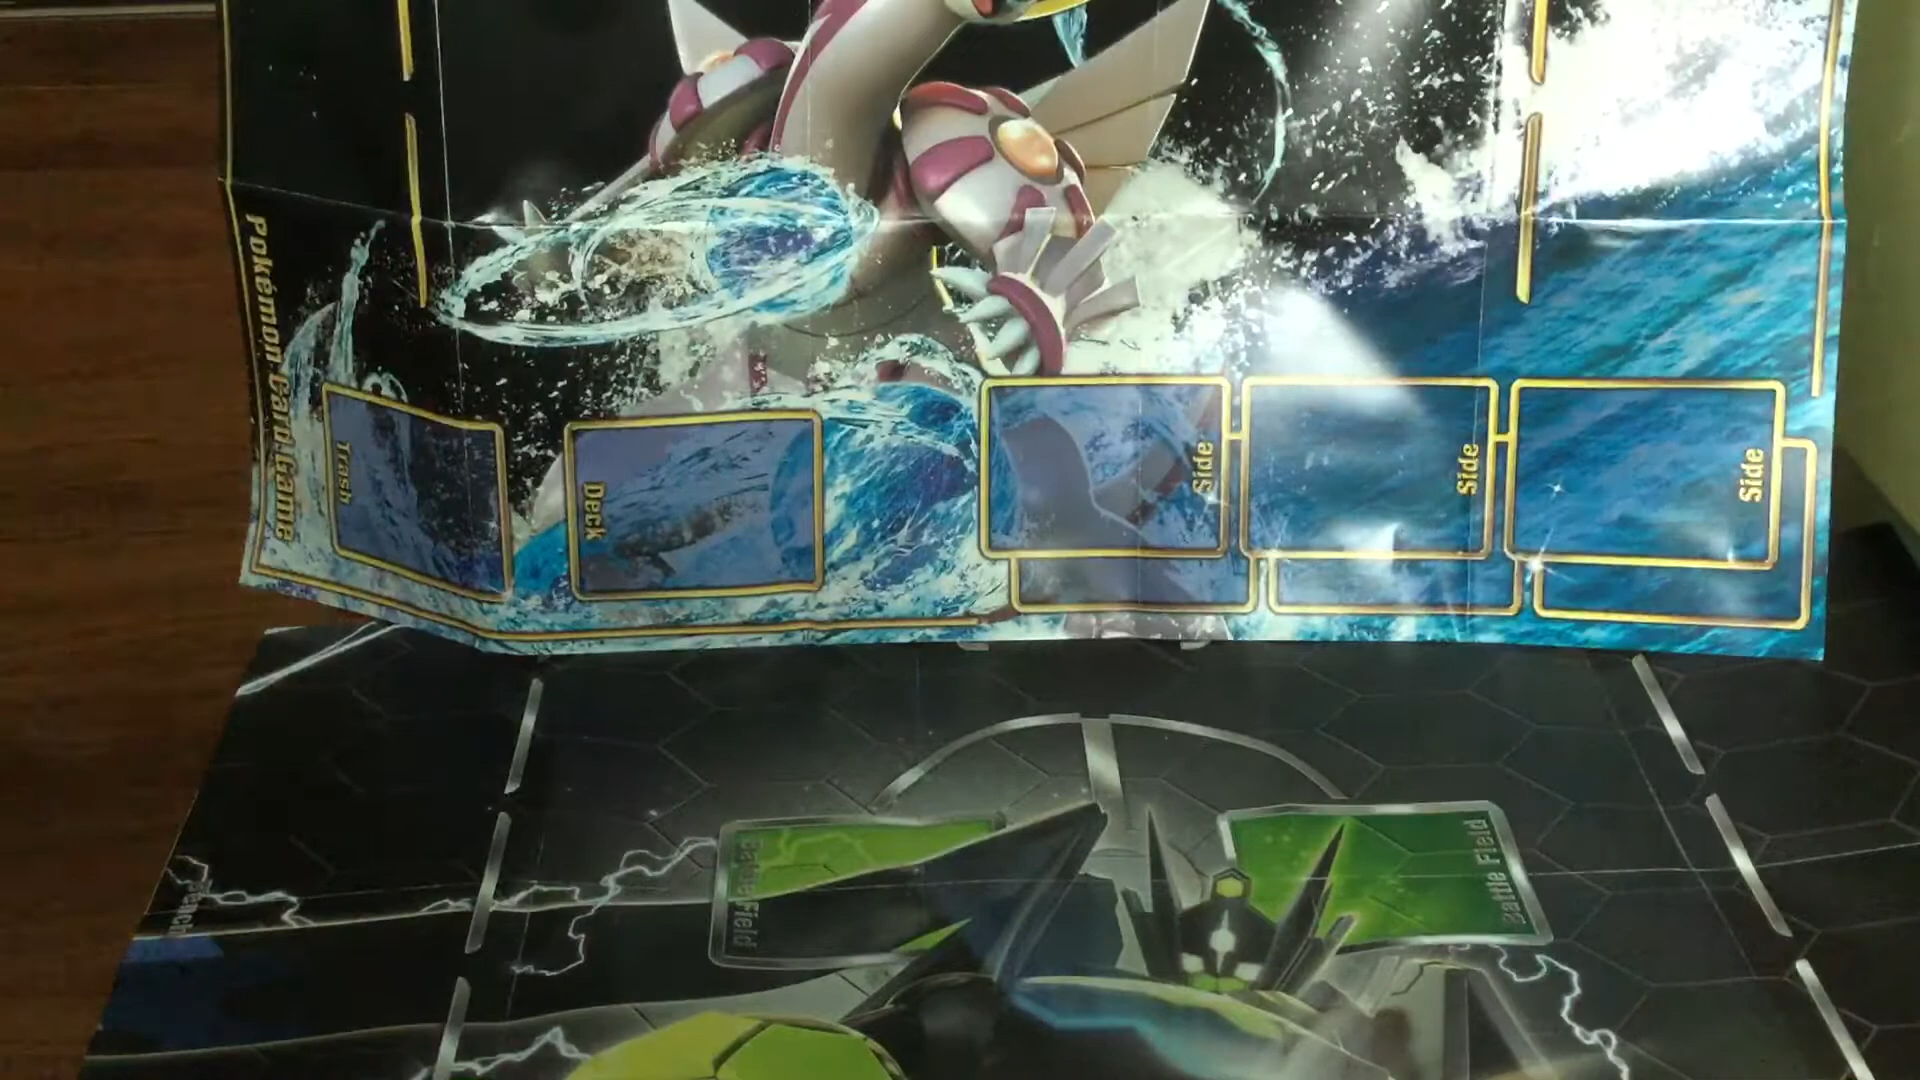 Pokémon Card Game
Trash
Deck
Side
Side
Side
Battle Field
Battle Field